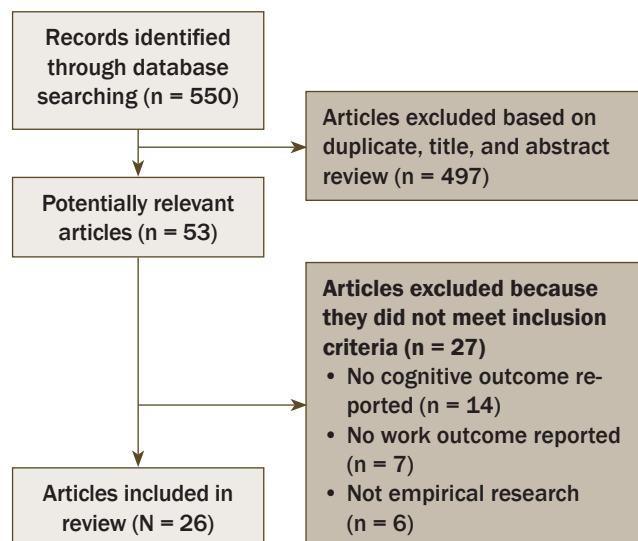 Records identified
through database
searching (n = 550)
Articles excluded based on
duplicate, title, and abstract
review (n = 497)
Potentially relevant
articles (n = 53)
Articles excluded because
they did not meet inclusion
criteria (n = 27)
• No cognitive outcome re-
ported (n = 14)
• No work outcome reported
(n = 7)
• Not empirical research
(n = 6)
Articles included in
review (N = 26)